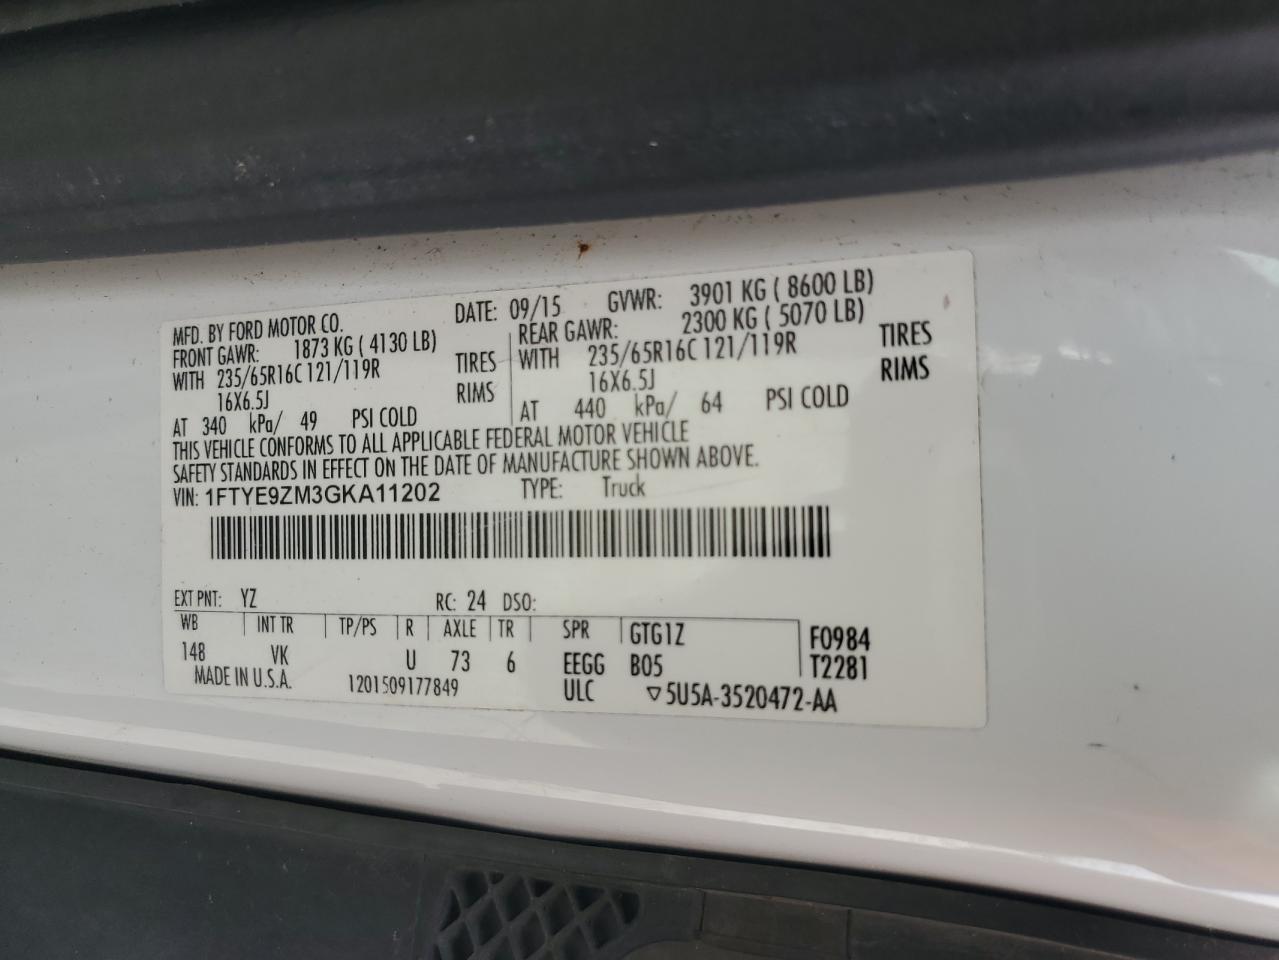 MFD. BY FORD MOTOR CO. DATE: 09/15 GVWR: 3901 KG ( 8600 LB)
FRONT GAWR: 1873 KG ( 4130 LB) REAR GAWR: 2300 KG ( 5070 LB)
WITH 235/65R16C 121/119R TIRES WITH 235/65R16C 121/119R TIRES
16X6.5J RIMS 16X6.5J RIMS
AT 340 kPa/ 49 PSI COLD AT 440 kPa/ 64 PSI COLD
THIS VEHICLE CONFORMS TO ALL APPLICABLE FEDERAL MOTOR VEHICLE
SAFETY STANDARDS IN EFFECT ON THE DATE OF MANUFACTURE SHOWN ABOVE.
VIN: 1FTYE9ZM3GKA11202 TYPE: Truck
EXT PNT: YZ RC: 24 DSO:
WB INT TR TP/PS R AXLE TR SPR GTG1Z F0984
148 VK U 73 6 EEGG B05 T2281
MADE IN U.S.A. 1201509177849 ULC ▽5U5A-3520472-AA